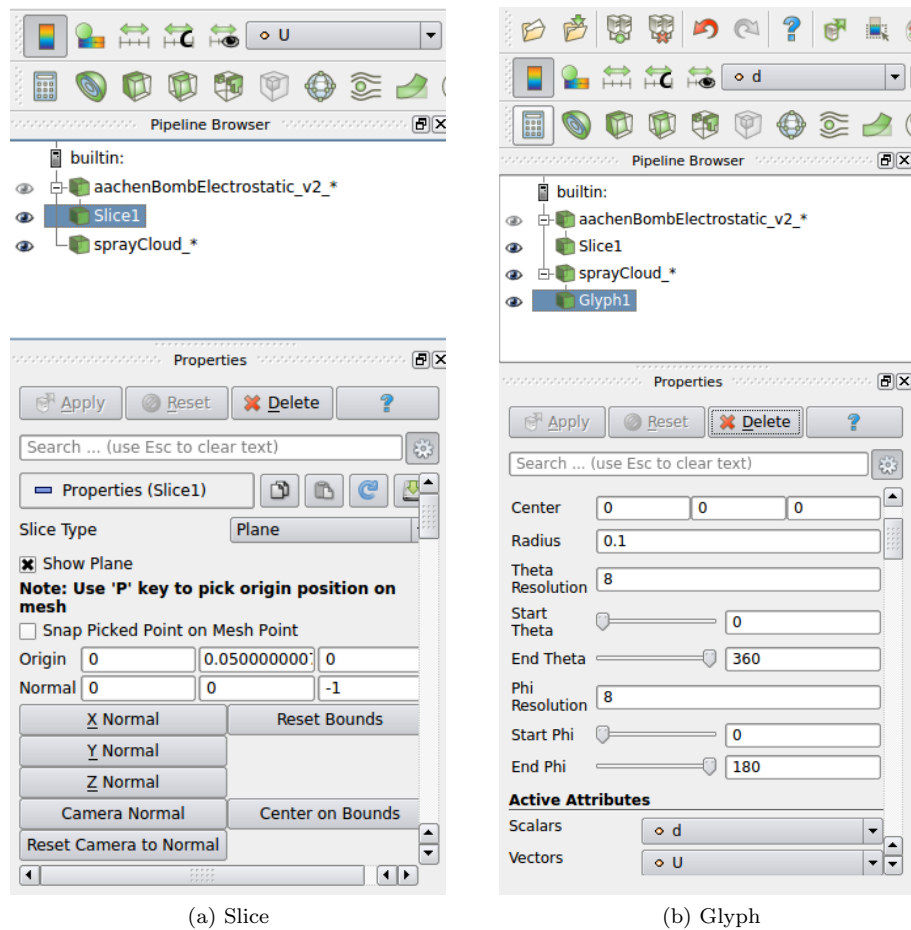 U
Pipeline Browser
builtin:
aachenBombElectrostatic_v2_*
Slice1
sprayCloud_*
Properties
Apply Reset Delete ?
Search ... (use Esc to clear text)
Properties (Slice1)
Slice Type Plane
Show Plane
Note: Use 'P' key to pick origin position on
mesh
Snap Picked Point on Mesh Point
Origin 0 0.0500000007 0
Normal 0 0 -1
X Normal Reset Bounds
Y Normal
Z Normal
Camera Normal Center on Bounds
Reset Camera to Normal
(a) Slice
?
d
Pipeline Browser
builtin:
aachenBombElectrostatic_v2_*
Slice1
sprayCloud_*
Glyph1
Properties
Apply Reset Delete ?
Search ... (use Esc to clear text)
Center 0 0 0
Radius 0.1
Theta
Resolution 8
Start
Theta 0
End Theta 360
Phi
Resolution 8
Start Phi 0
End Phi 180
Active Attributes
Scalars d
Vectors U
(b) Glyph